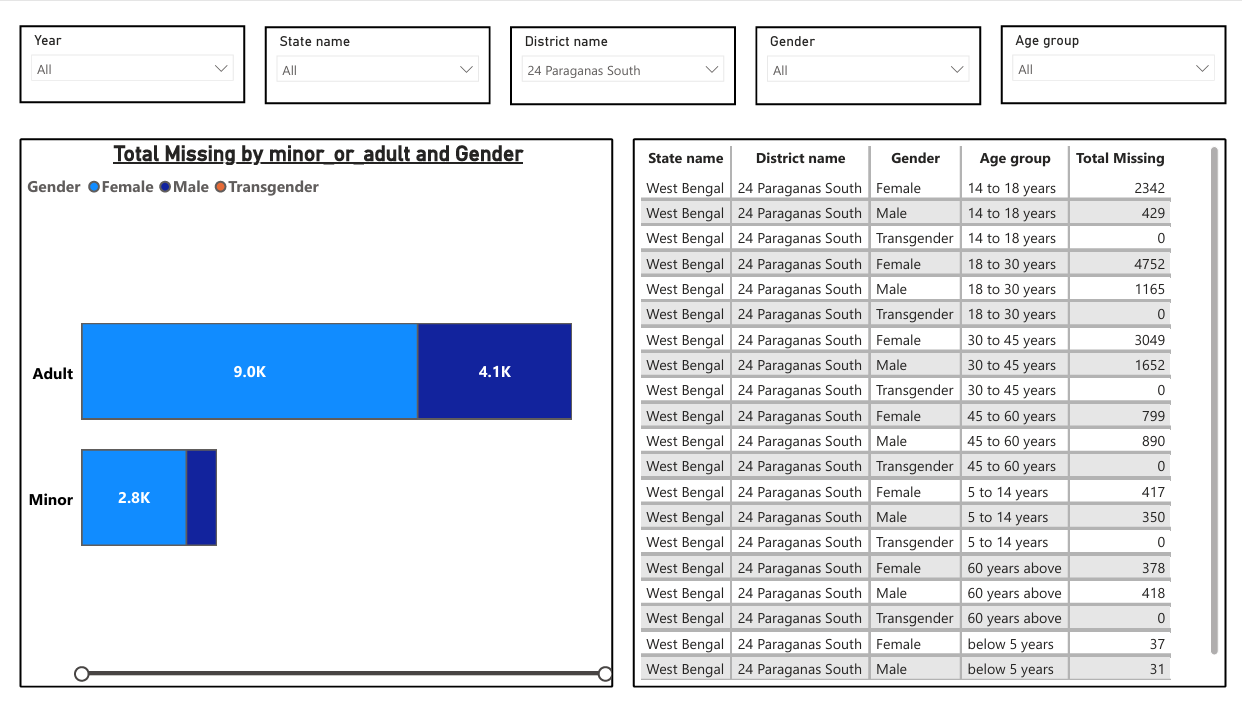 Year
All
State name
All
District name
24 Paraganas South
Gender
All
Age group
All
Total Missing by minor_or_adult and Gender
Gender Female Male Transgender
Adult 9.0K 4.1K
Minor 2.8K
State name District name Gender Age group Total Missing
West Bengal 24 Paraganas South Female 14 to 18 years 2342
West Bengal 24 Paraganas South Male 14 to 18 years 429
West Bengal 24 Paraganas South Transgender 14 to 18 years 0
West Bengal 24 Paraganas South Female 18 to 30 years 4752
West Bengal 24 Paraganas South Male 18 to 30 years 1165
West Bengal 24 Paraganas South Transgender 18 to 30 years 0
West Bengal 24 Paraganas South Female 30 to 45 years 3049
West Bengal 24 Paraganas South Male 30 to 45 years 1652
West Bengal 24 Paraganas South Transgender 30 to 45 years 0
West Bengal 24 Paraganas South Female 45 to 60 years 799
West Bengal 24 Paraganas South Male 45 to 60 years 890
West Bengal 24 Paraganas South Transgender 45 to 60 years 0
West Bengal 24 Paraganas South Female 5 to 14 years 417
West Bengal 24 Paraganas South Male 5 to 14 years 350
West Bengal 24 Paraganas South Transgender 5 to 14 years 0
West Bengal 24 Paraganas South Female 60 years above 378
West Bengal 24 Paraganas South Male 60 years above 418
West Bengal 24 Paraganas South Transgender 60 years above 0
West Bengal 24 Paraganas South Female below 5 years 37
West Bengal 24 Paraganas South Male below 5 years 31